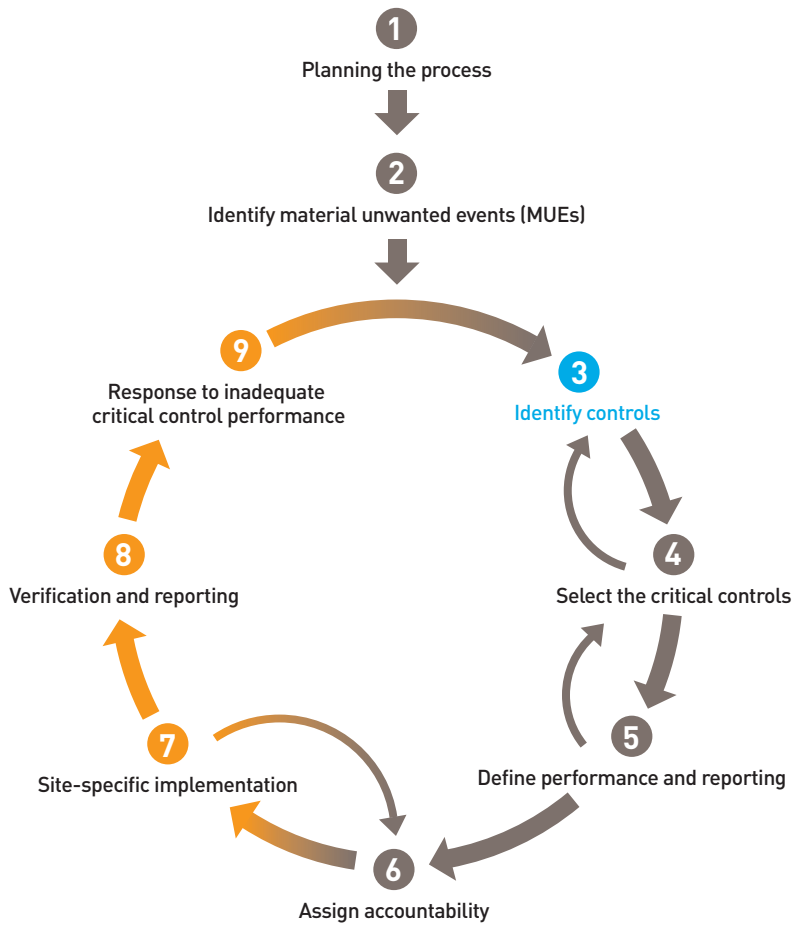 1
Planning the process
2
Identify material unwanted events (MUEs)
3
Identify controls
4
Select the critical controls
5
Define performance and reporting
6
Assign accountability
7
Site-specific implementation
8
Verification and reporting
9
Response to inadequate
critical control performance